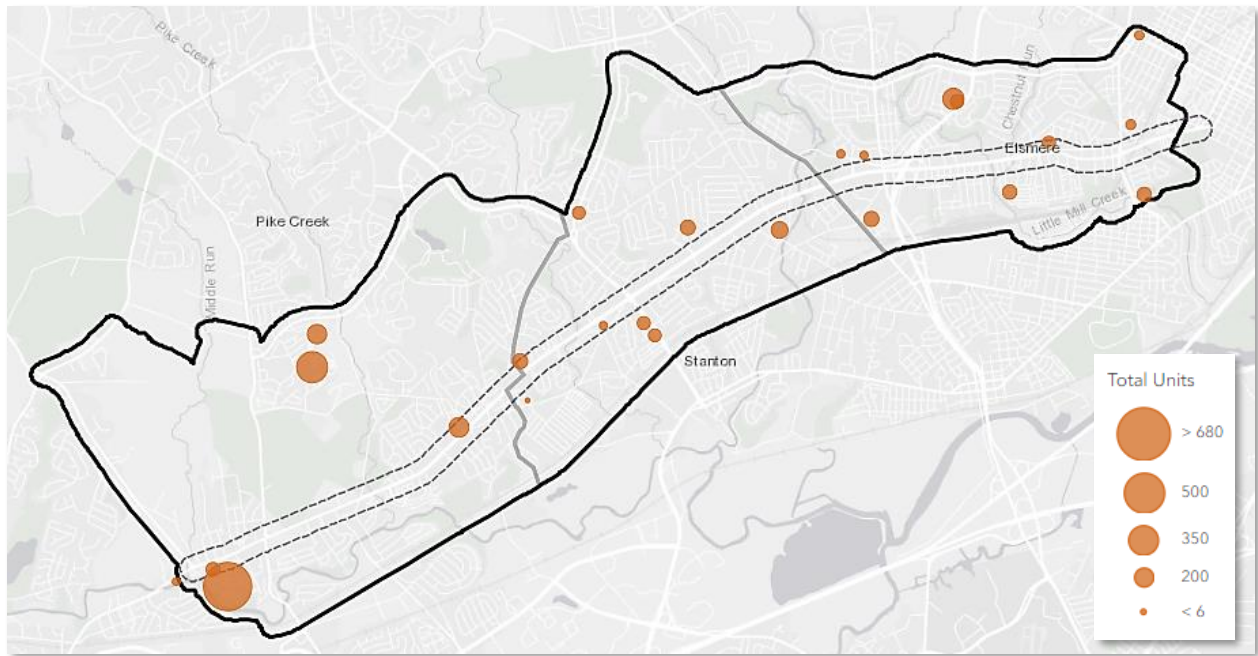 Pike Creek
Chestnut Run
Elsmere
Little Mill Creek
Pike Creek
Middle Run
Stanton
Total Units
> 680
500
350
200
< 6